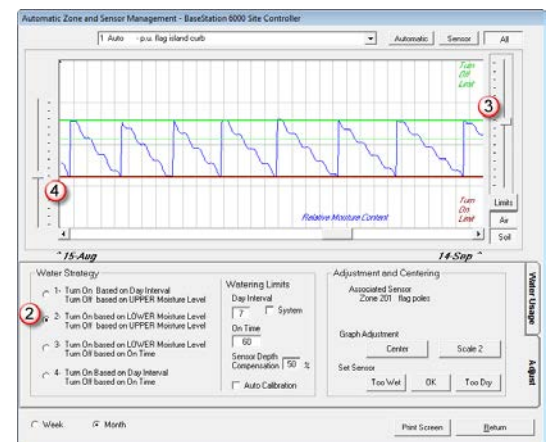 Automatic Zone and Sensor Management - BaseStation 6000 Site Controller
1 Auto - p.u. flag island curb
Automatic
Sensor
All
Turn
Off
Limit
3
4
Turn
On
Limit
Relative Moisture Content
Limits
Air
Soil
^ 15-Aug
14-Sep ^
Water Strategy
1- Turn On Based on Day Interval
Turn Off based on UPPER Moisture Level
2
2- Turn On based on LOWER Moisture Level
Turn Off based on UPPER Moisture Level
3- Turn On based on LOWER Moisture Level
Turn Off based on On Time
4- Turn On Based on Day Interval
Turn Off based on On Time
Watering Limits
Day Interval
7
System
On Time
60
Sensor Depth
Compensation 50 %
Auto Calibration
Adjustment and Centering
Associated Sensor
Zone 201 flag poles
Graph Adjustment
Center
Scale 2
Set Sensor
Too Wet
OK
Too Dry
Water Usage
Adjust
Week
Month
Print Screen
Return